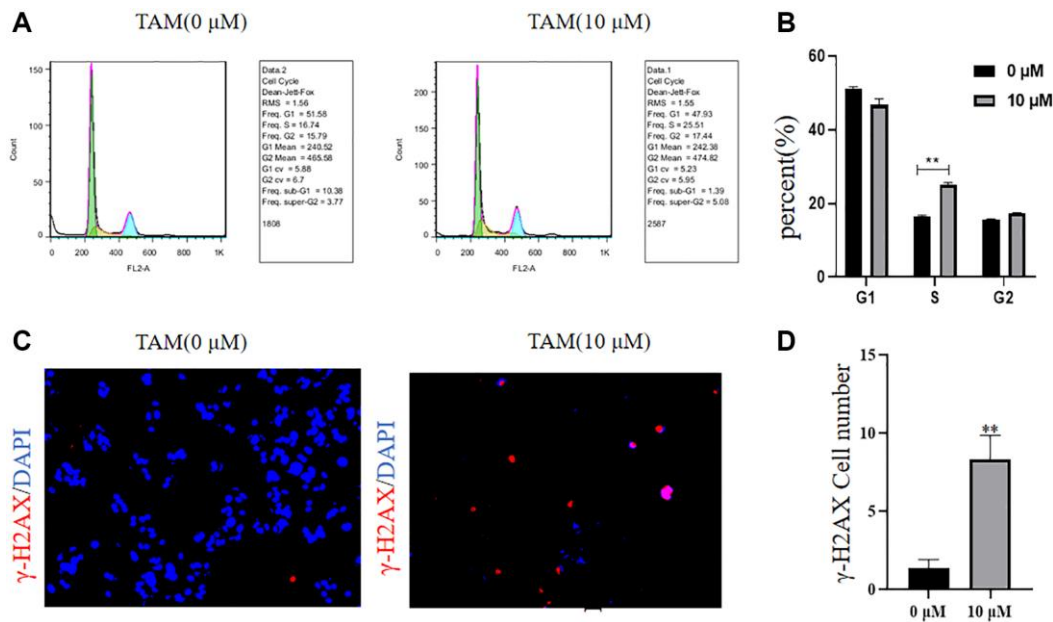 A
TAM(0 μM)
TAM(10 μM)
150
100
50
0
Count
0 200 400 600 800 1K
FL2-A
Data.2
Cell Cycle
Dean-Jett-Fox
RMS = 1.56
Freq. G1 = 51.58
Freq. S = 16.74
Freq. G2 = 15.79
G1 Mean = 240.52
G2 Mean = 465.58
G1 cv = 5.88
G2 cv = 6.7
Freq. sub-G1 = 10.38
Freq. super-G2 = 3.77
1808
200
150
100
50
0
Count
0 200 400 600 800 1K
FL2-A
Data.1
Cell Cycle
Dean-Jett-Fox
RMS = 1.55
Freq. G1 = 47.93
Freq. S = 25.51
Freq. G2 = 17.44
G1 Mean = 242.38
G2 Mean = 474.82
G1 cv = 5.23
G2 cv = 5.95
Freq. sub-G1 = 1.39
Freq. super-G2 = 5.08
2587
B
60
40
20
0
percent(%)
0 μM
10 μM
**
G1 S G2
C
TAM(0 μM)
TAM(10 μM)
γ-H2AX/DAPI
γ-H2AX/DAPI
D
15
10
5
0
γ-H2AX Cell number
**
0 μM 10 μM